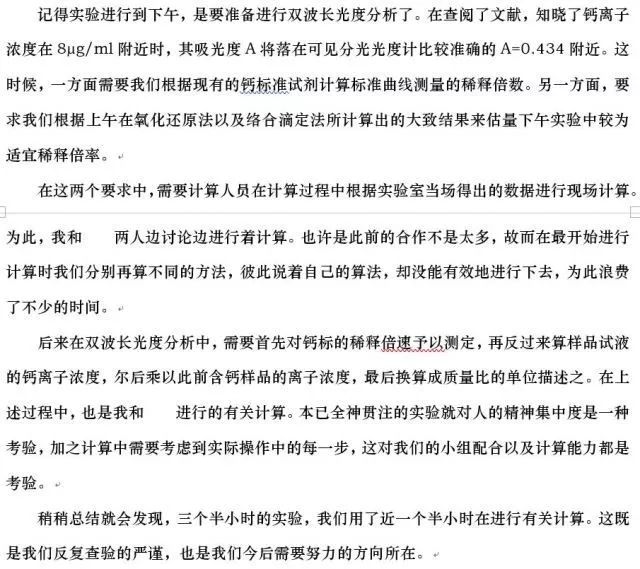 记得实验进行到下午，是要准备进行双波长光度分析了。在查阅了文献，知晓了钙离子
浓度在 8μg/ml 附近时，其吸光度 A 将落在可见分光光度计比较准确的 A=0.434 附近。这
时候，一方面需要我们根据现有的钙标准试剂计算标准曲线测量的稀释倍数。另一方面，要
求我们根据上午在氧化还原法以及络合滴定法所计算出的大致结果来估量下午实验中较为
适宜稀释倍率。
在这两个要求中，需要计算人员在计算过程中根据实验室当场得出的数据进行现场计算。
为此，我和 两人边讨论边进行着计算。也许是此前的合作不是太多，故而在最开始进行
计算时我们分别再算不同的方法，彼此说着自己的算法，却没能有效地进行下去，为此浪费
了不少的时间。
后来在双波长光度分析中，需要首先对钙标的稀释倍速予以测定，再反过来算样品试液
的钙离子浓度，尔后乘以此前含钙样品的离子浓度，最后换算成质量比的单位描述之。在上
述过程中，也是我和 进行的有关计算。本已全神贯注的实验就对人的精神集中度是一种
考验，加之计算中需要考虑到实际操作中的每一步，这对我们的小组配合以及计算能力都是
考验。
稍稍总结就会发现，三个半小时的实验，我们用了近一个半小时在进行有关计算。这既
是我们反复查验的严谨，也是我们今后需要努力的方向所在。